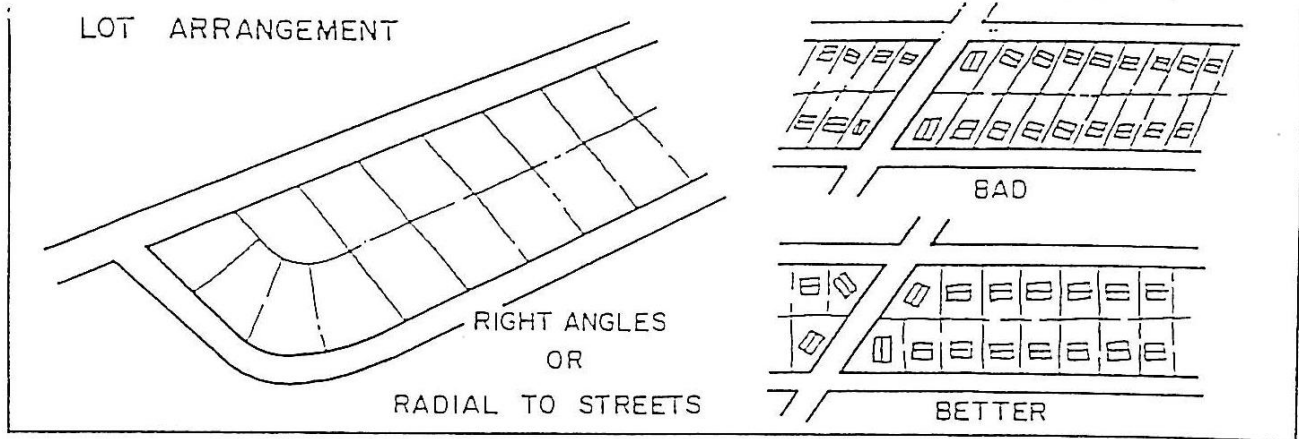 LOT ARRANGEMENT
RIGHT ANGLES
OR
RADIAL TO STREETS
BAD
BETTER